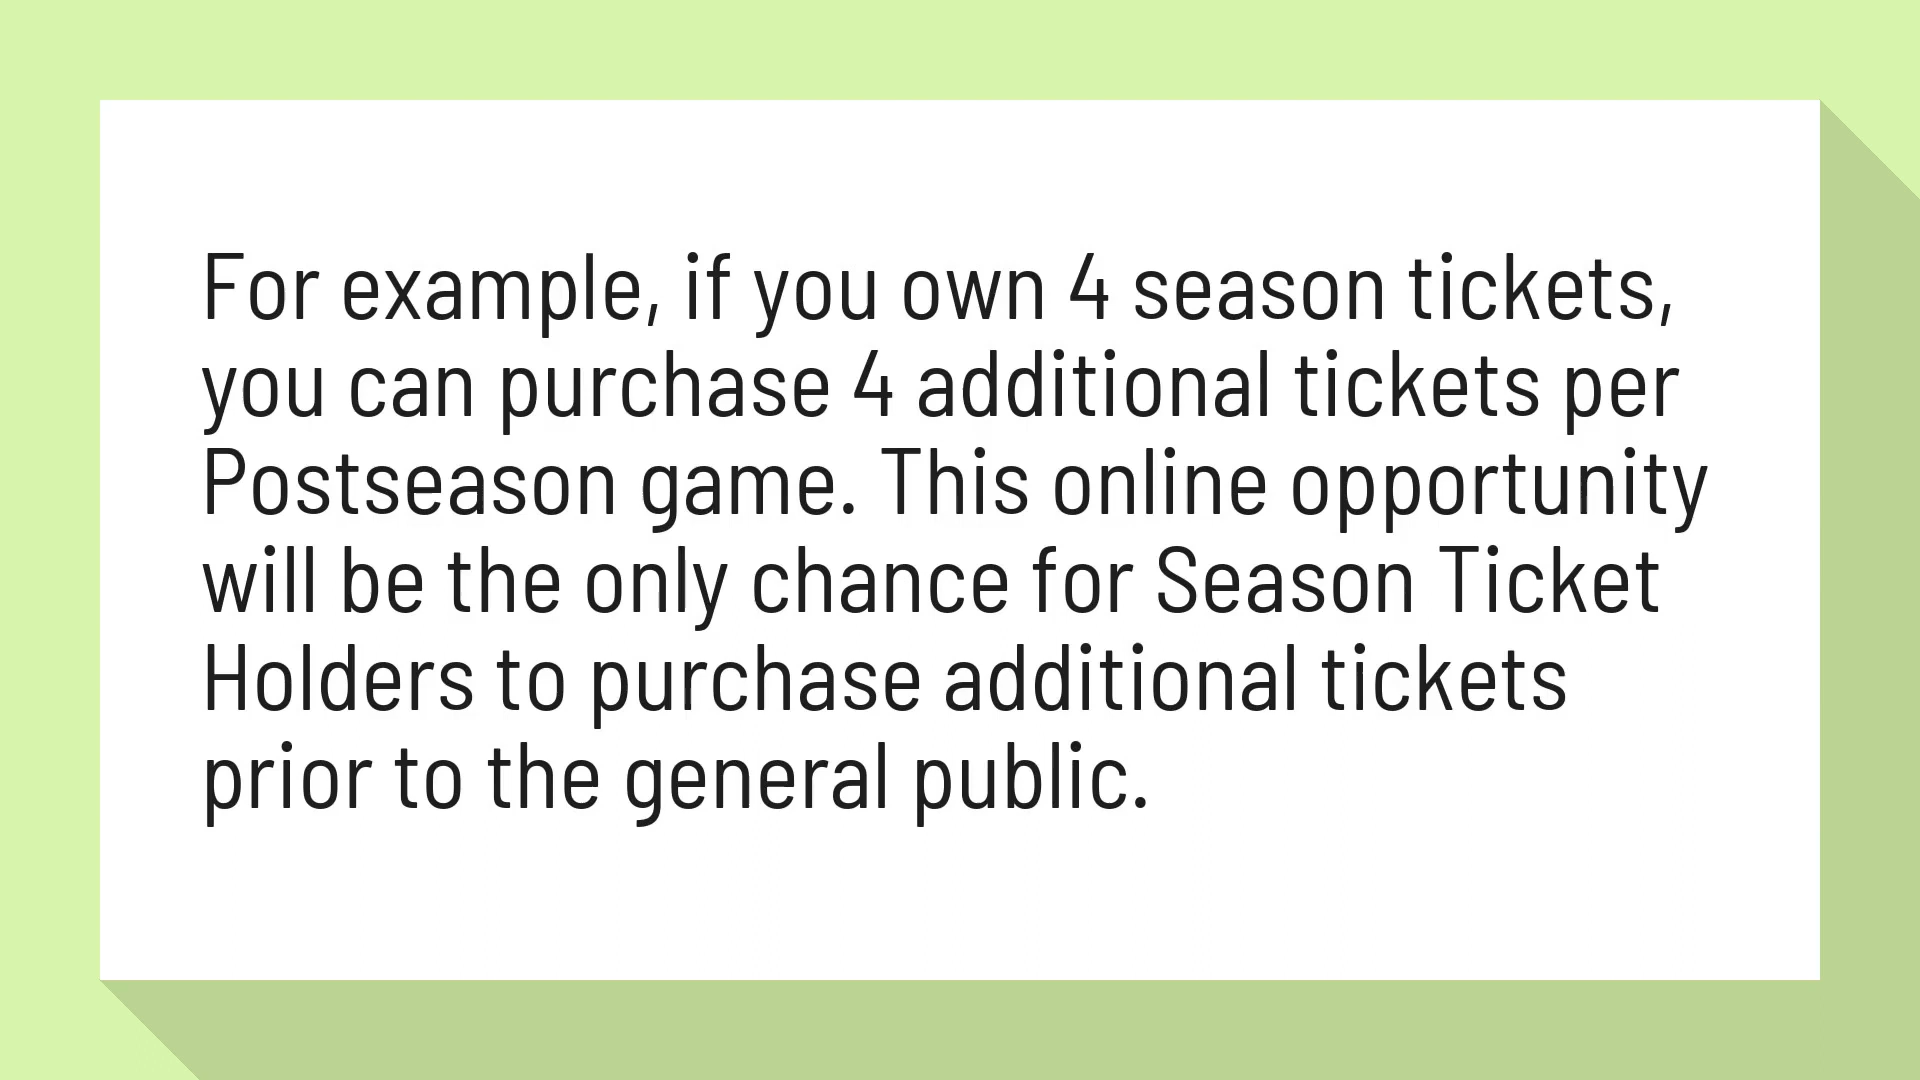 For example, if you own 4 season tickets,
you can purchase 4 additional tickets per
Postseason game. This online opportunity
will be the only chance for Season Ticket
Holders to purchase additional tickets
prior to the general public.